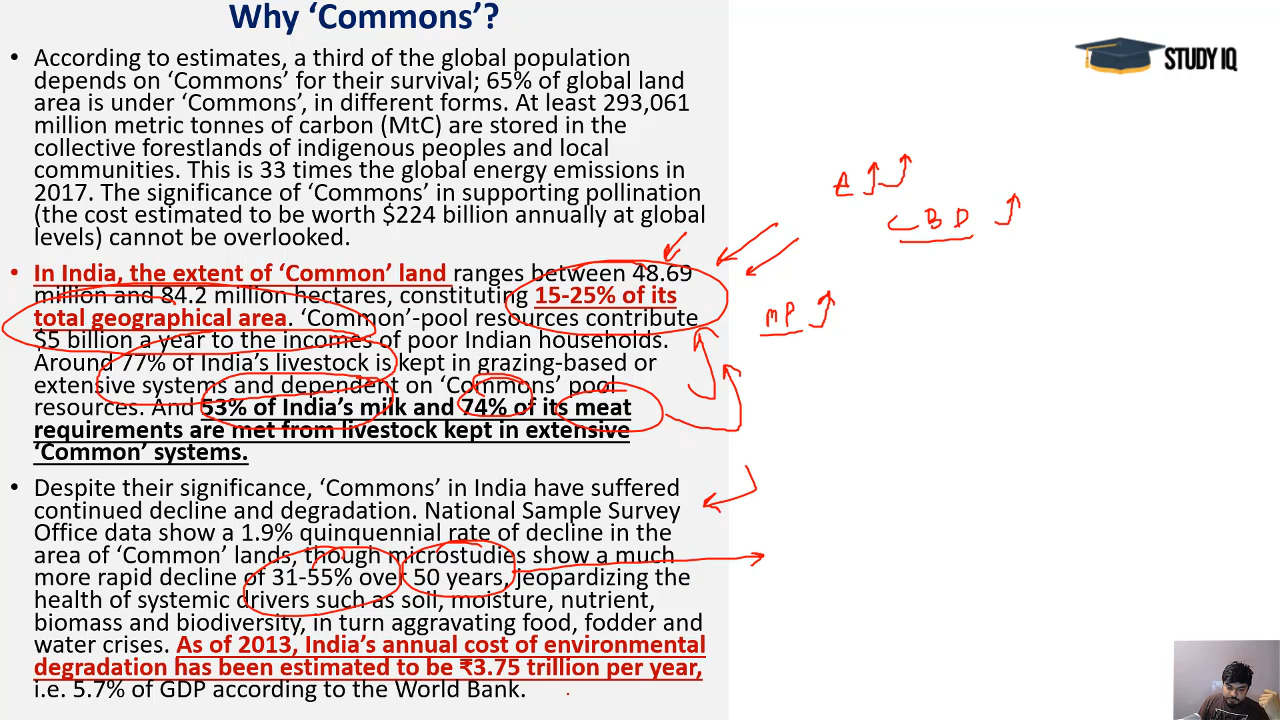 Why ‘Commons’?
• According to estimates, a third of the global population
depends on ‘Commons’ for their survival; 65% of global land
area is under ‘Commons’, in different forms. At least 293,061
million metric tonnes of carbon (MtC) are stored in the
collective forestlands of indigenous peoples and local
communities. This is 33 times the global energy emissions in
2017. The significance of ‘Commons’ in supporting pollination
(the cost estimated to be worth $224 billion annually at global
levels) cannot be overlooked.
• In India, the extent of ‘Common’ land ranges between 48.69
million and 84.2 million hectares, constituting 15-25% of its
total geographical area. ‘Common’-pool resources contribute
$5 billion a year to the incomes of poor Indian households.
Around 77% of India’s livestock is kept in grazing-based or
extensive systems and dependent on ‘Commons’ pool
resources. And 53% of India’s milk and 74% of its meat
requirements are met from livestock kept in extensive
‘Common’ systems.
• Despite their significance, ‘Commons’ in India have suffered
continued decline and degradation. National Sample Survey
Office data show a 1.9% quinquennial rate of decline in the
area of ‘Common’ lands, though microstudies show a much
more rapid decline of 31-55% over 50 years, jeopardizing the
health of systemic drivers such as soil, moisture, nutrient,
biomass and biodiversity, in turn aggravating food, fodder and
water crises. As of 2013, India’s annual cost of environmental
degradation has been estimated to be ₹3.75 trillion per year,
i.e. 5.7% of GDP according to the World Bank.
STUDY IQ
BD
MP